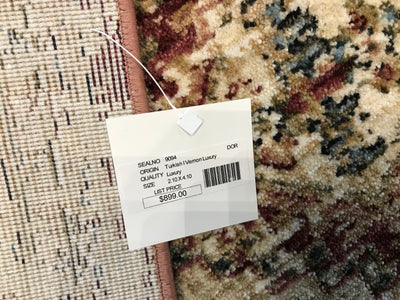 SEALNO 9094 DOR
ORIGIN Turkish I Vernon Luxury
QUALITY Luxury
SIZE 2.10 X 4.10
LIST PRICE
$899.00